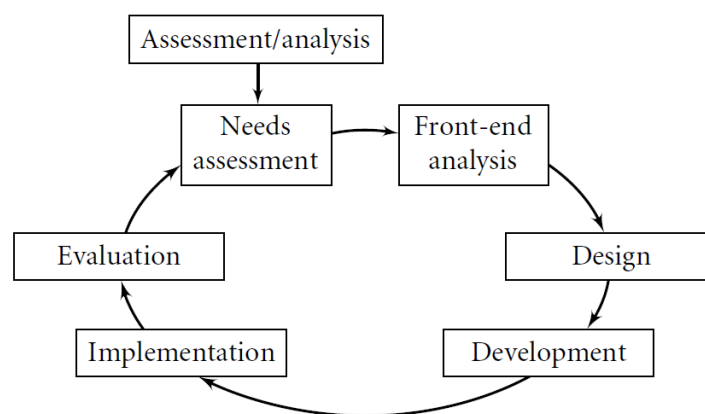 Assessment/analysis
Needs
assessment
Front-end
analysis
Evaluation
Design
Implementation
Development